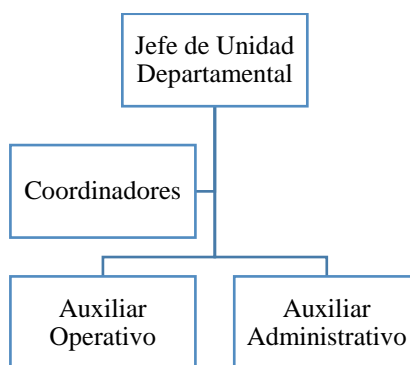 Jefe de Unidad
Departamental
Coordinadores
Auxiliar
Operativo
Auxiliar
Administrativo